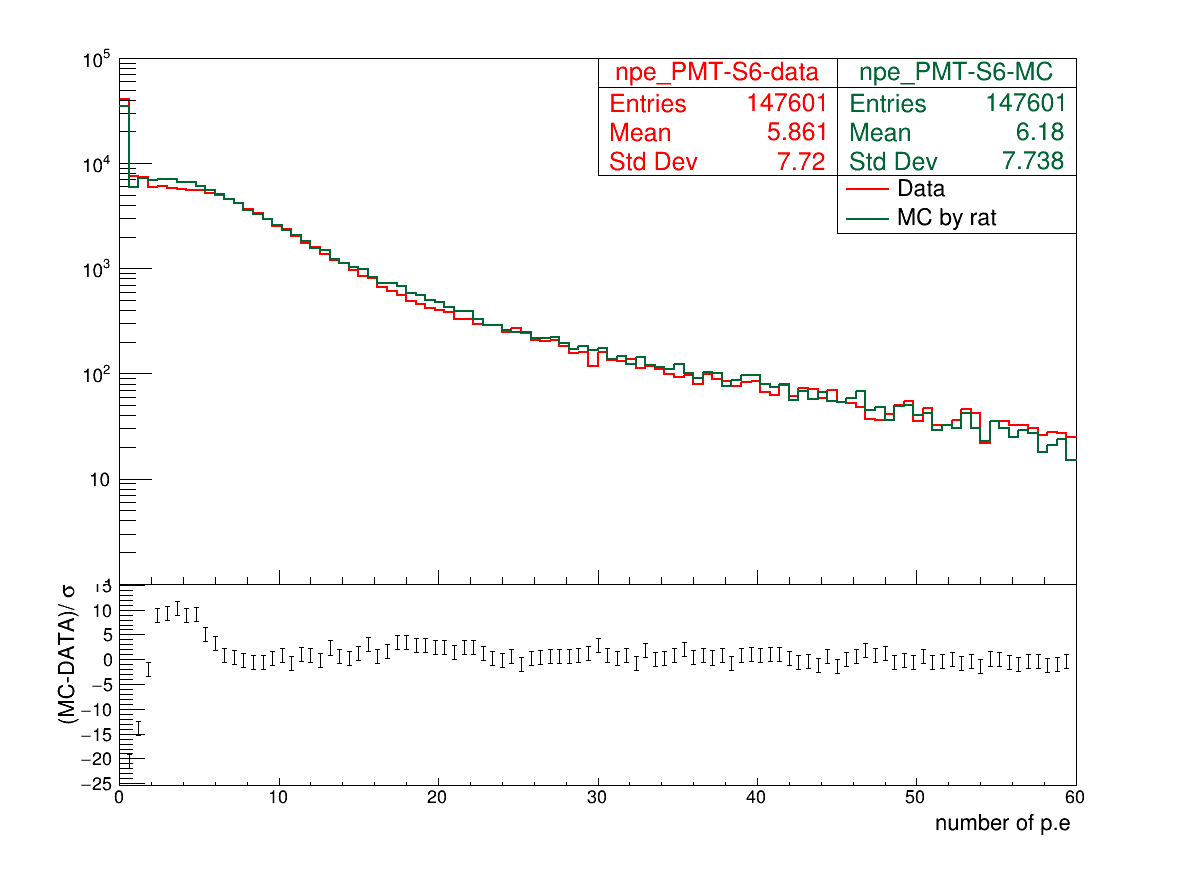 npe_PMT-S6-data
Entries 147601
Mean 5.861
Std Dev 7.72
npe_PMT-S6-MC
Entries 147601
Mean 6.18
Std Dev 7.738
Data
MC by rat
10^5
10^4
10^3
10^2
10
1
15
10
5
0
−5
−10
−15
−20
−25
(MC-DATA)/ σ
0 10 20 30 40 50 60
number of p.e